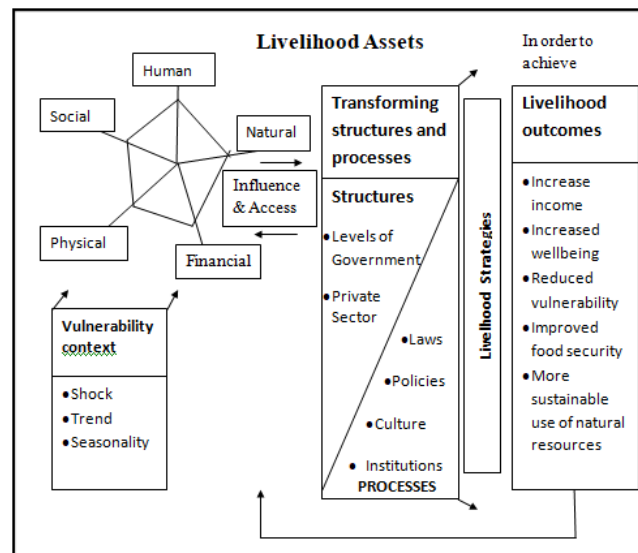 Livelihood Assets
In order to
achieve
Human
Social
Natural
Physical
Financial
Influence
& Access
Vulnerability
context
●Shock
●Trend
●Seasonality
Transforming
structures and
processes
Structures
●Levels of
Government
●Private
Sector
●Laws
●Policies
●Culture
● Institutions
PROCESSES
Livelihood Strategies
Livelihood
outcomes
●Increase
income
●Increased
wellbeing
●Reduced
vulnerability
●Improved
food security
●More
sustainable
use of natural
resources